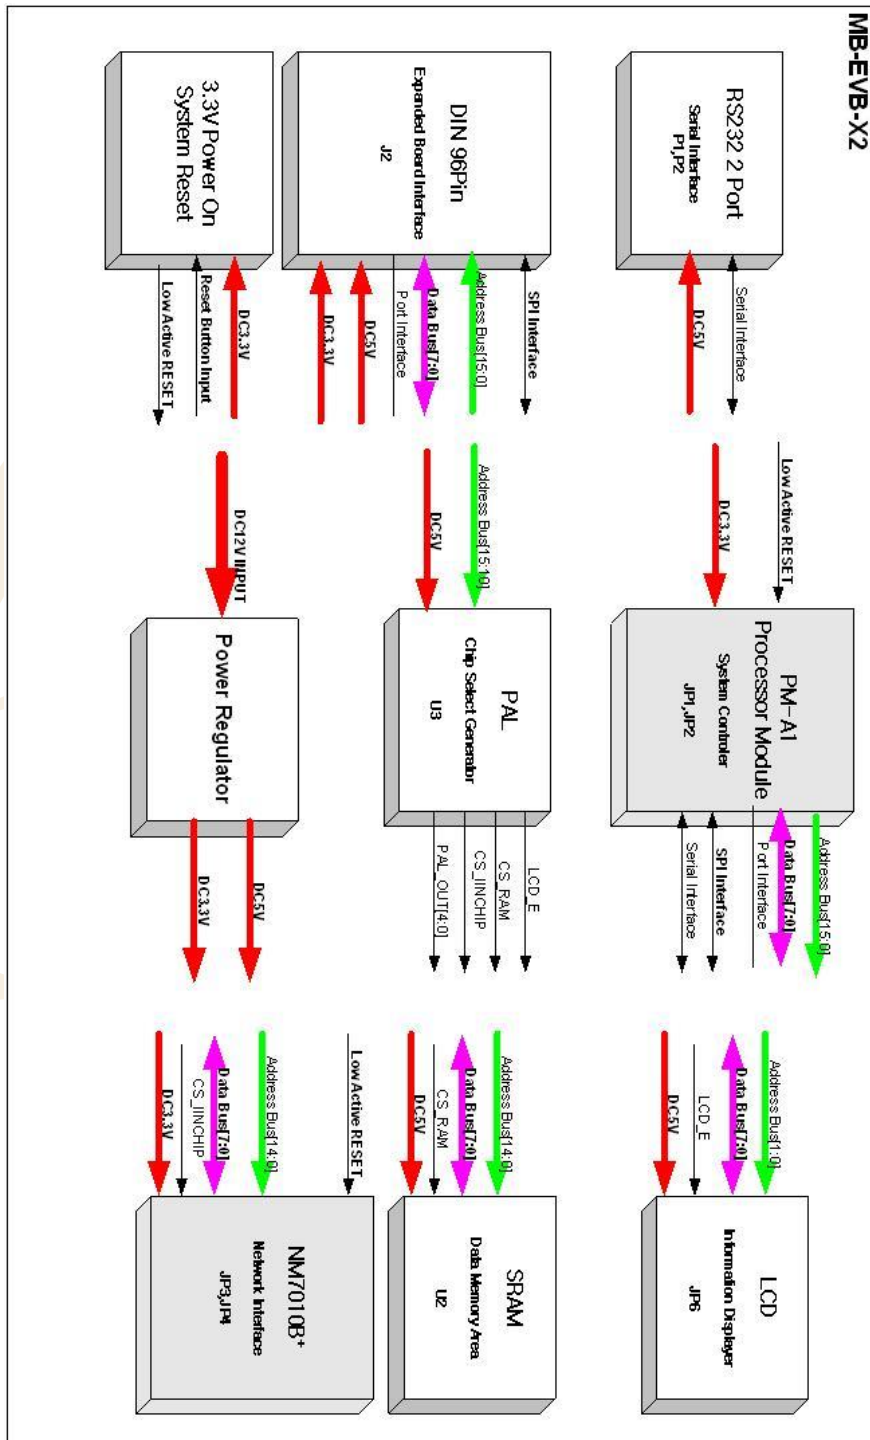 MB-EVB-X2
RS232 2 Port
Serial Interface
P1,P2
Serial Interface
DC5V
Low Active RESET
DC3.3V
PM-A1
Processor Module
System Controler
JP1,JP2
Address Bus[15:0]
Data Bus[7:0]
Port Interface
SPI Interface
Serial Interface
Address Bus[1:0]
Data Bus[7:0]
LCD_E
DC5V
LCD
Information Displayer
JP6
DIN 96Pin
Expanded Board Interface
J2
SPI Interface
Address Bus[15:0]
Data Bus[7:0]
Port Interface
DC5V
DC3.3V
Address Bus[15:10]
DC5V
PAL
Chip Select Generator
U3
LCD_E
CS_RAM
CS_IINCHIP
PAL_OUT[4:0]
Address Bus[14:0]
Data Bus[7:0]
CS_RAM
DC5V
SRAM
Data Memory Area
U2
3.3V Power On
System Reset
DC3.3V
Reset Button Input
Low Active RESET
DC12V INPUT
Power Regulator
DC5V
DC3.3V
Low Active RESET
Address Bus[14:0]
Data Bus[7:0]
CS_IINCHIP
DC3.3V
NM7010B+
Network Interface
JP3,JP4